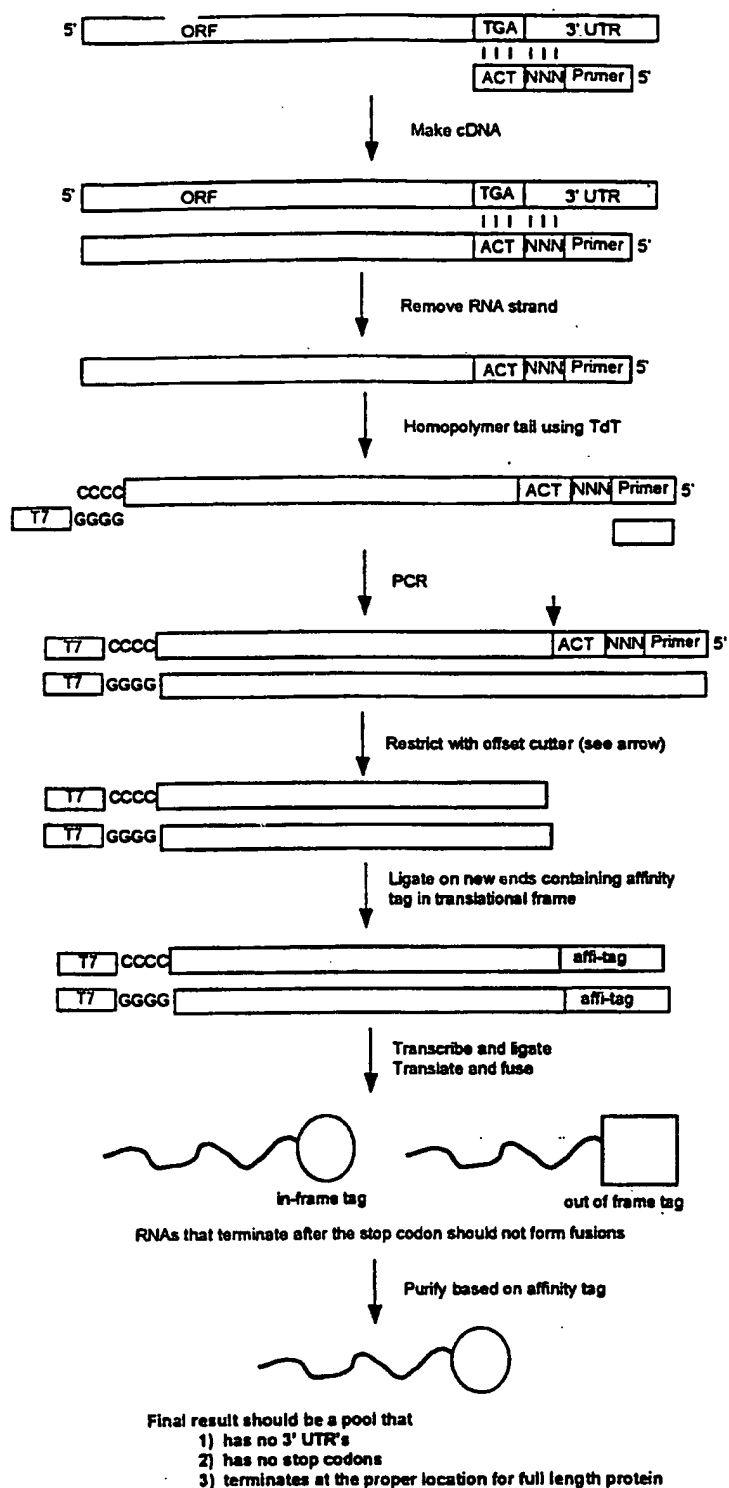 5' ORF TGA 3' UTR
ACT NNN Primer 5'
Make cDNA
5' ORF TGA 3' UTR
ACT NNN Primer 5'
Remove RNA strand
ACT NNN Primer 5'
Homopolymer tail using TdT
CCCC ACT NNN Primer 5'
T7 GGGG
PCR
T7 CCCC ACT NNN Primer 5'
T7 GGGG
Restrict with offset cutter (see arrow)
T7 CCCC
T7 GGGG
Ligate on new ends containing affinity
tag in translational frame
T7 CCCC affi-tag
T7 GGGG affi-tag
Transcribe and ligate
Translate and fuse
in-frame tag out of frame tag
RNAs that terminate after the stop codon should not form fusions
Purify based on affinity tag
Final result should be a pool that
1) has no 3' UTR's
2) has no stop codons
3) terminates at the proper location for full length protein